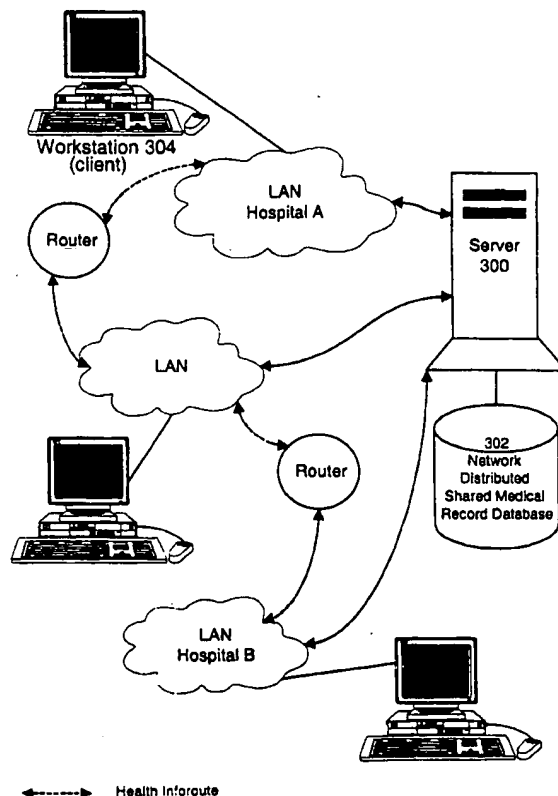 Workstation 304
(client)
LAN
Hospital A
Router
Server
300
LAN
Router
302
Network
Distributed
Shared Medical
Record Database
LAN
Hospital B
Health Inforoute